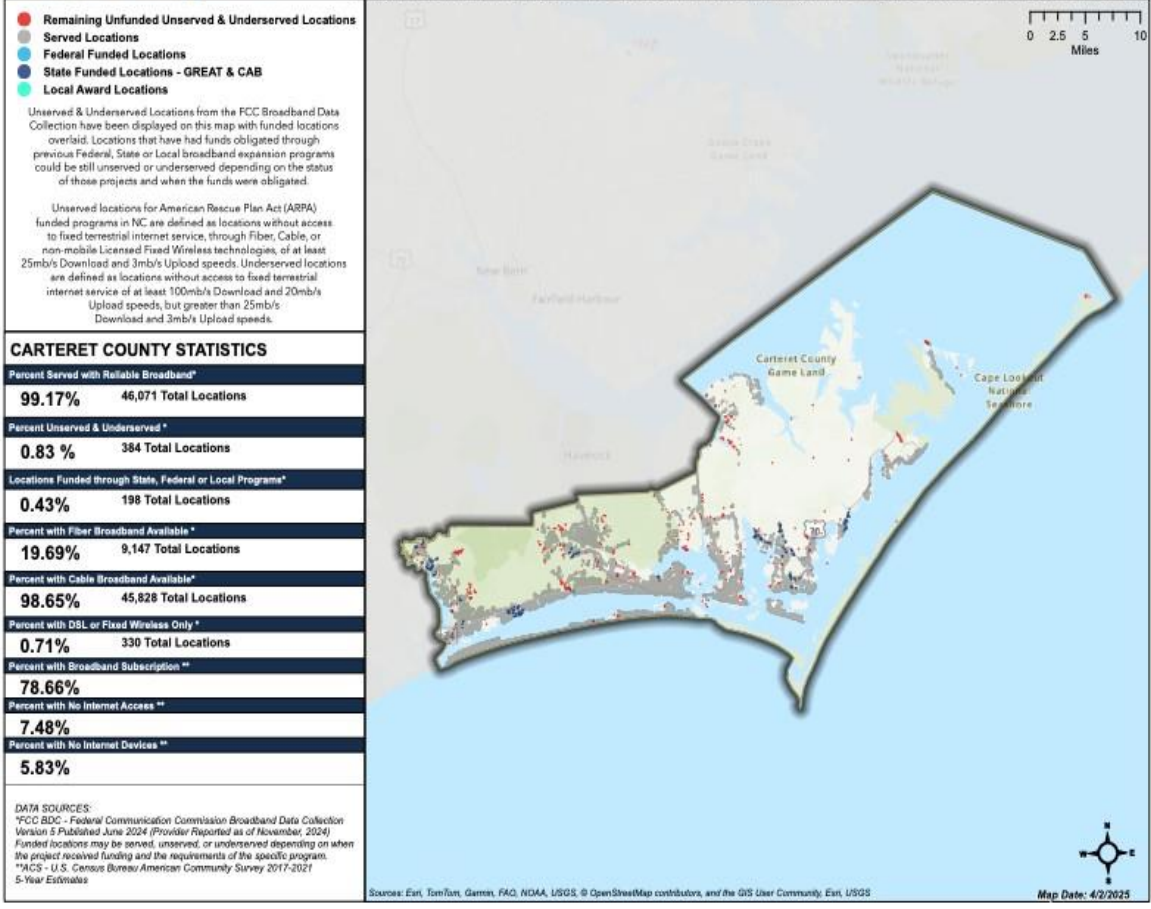 Remaining Unfunded Unserved & Underserved Locations
Served Locations
Federal Funded Locations
State Funded Locations - GREAT & CAB
Local Award Locations
Unserved & Underserved Locations from the FCC Broadband Data
Collection have been displayed on this map with funded locations
overlaid. Locations that have had funds obligated through
previous Federal, State or Local broadband expansion programs
could be still unserved or underserved depending on the status
of those projects and when the funds were obligated.
Unserved locations for American Rescue Plan Act (ARPA)
funded programs in NC are defined as locations without access
to fixed terrestrial internet service, through Fiber, Cable, or
non-mobile Licensed Fixed Wireless technologies, of at least
25mb/s Download and 3mb/s Upload speeds. Underserved locations
are defined as locations without access to fixed terrestrial
internet service of at least 100mb/s Download and 20mb/s
Upload speeds, but greater than 25mb/s
Download and 3mb/s Upload speeds.
CARTERET COUNTY STATISTICS
Percent Served with Reliable Broadband*
99.17% 46,071 Total Locations
Percent Unserved & Underserved *
0.83 % 384 Total Locations
Locations Funded through State, Federal or Local Programs*
0.43% 198 Total Locations
Percent with Fiber Broadband Available *
19.69% 9,147 Total Locations
Percent with Cable Broadband Available*
98.65% 45,828 Total Locations
Percent with DSL or Fixed Wireless Only *
0.71% 330 Total Locations
Percent with Broadband Subscription **
78.66%
Percent with No Internet Access **
7.48%
Percent with No Internet Devices **
5.83%
DATA SOURCES:
*FCC BDC - Federal Communication Commission Broadband Data Collection
Version 5 Published June 2024 (Provider Reported as of November, 2024)
Funded locations may be served, unserved, or underserved depending on when
the project received funding and the requirements of the specific program.
**ACS - U.S. Census Bureau American Community Survey 2017-2021
5-Year Estimates
0 2.5 5 10
Miles
17
New Bern
Fairfield Harbour
Havelock
Carteret County
Game Land
Cape Lookout
National
Seashore
70
N
W E
S
Sources: Esri, TomTom, Garmin, FAO, NOAA, USGS, © OpenStreetMap contributors, and the GIS User Community, Esri, USGS
Map Date: 4/2/2025